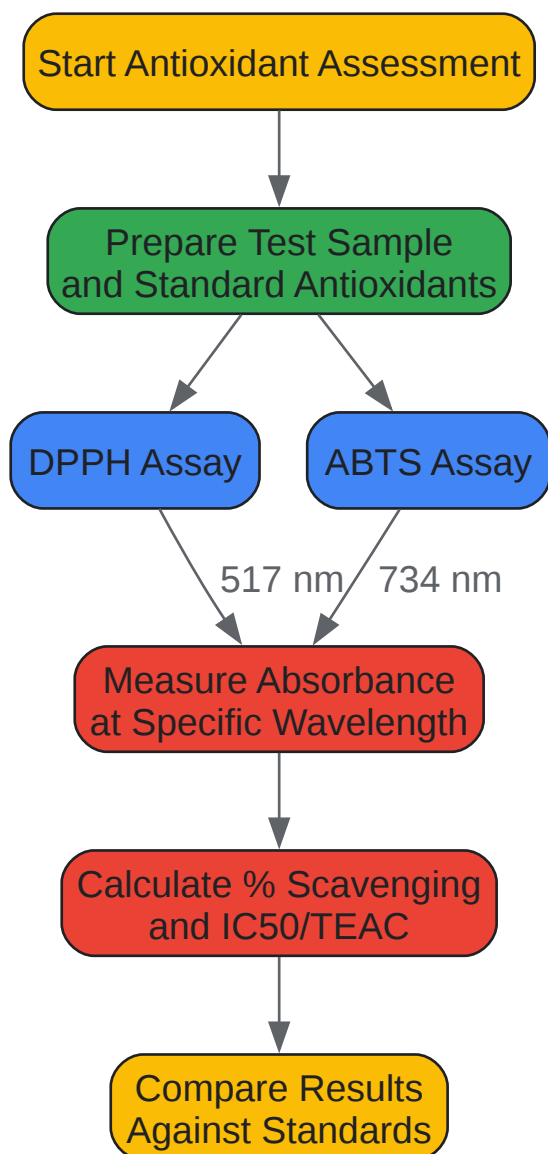 Start Antioxidant Assessment
Prepare Test Sample
and Standard Antioxidants
DPPH Assay
ABTS Assay
517 nm
734 nm
Measure Absorbance
at Specific Wavelength
Calculate % Scavenging
and IC50/TEAC
Compare Results
Against Standards